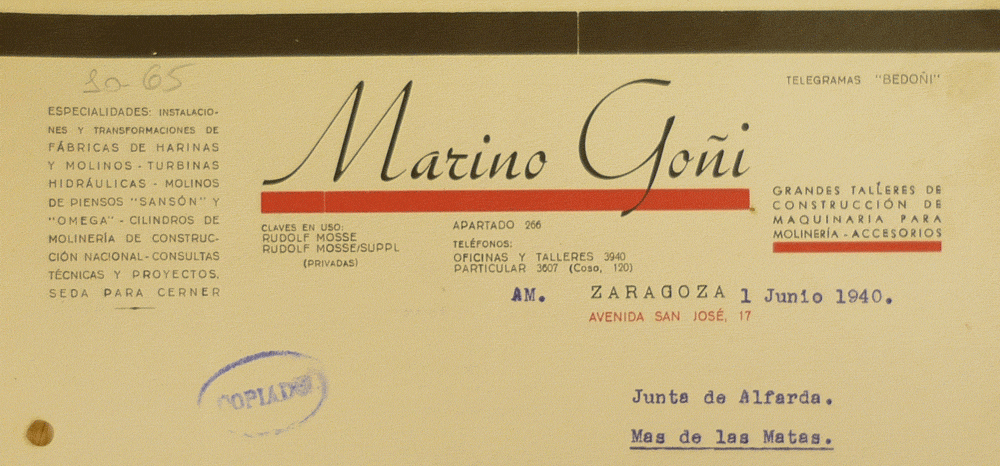 TELEGRAMAS "BEDOÑI"
ESPECIALIDADES: INSTALACIO-
NES Y TRANSFORMACIONES DE
FÁBRICAS DE HARINAS
Y MOLINOS - TURBINAS
HIDRÁULICAS - MOLINOS
DE PIENSOS "SANSÓN" Y
"OMEGA" - CILINDROS DE
MOLINERÍA DE CONSTRUC-
CIÓN NACIONAL - CONSULTAS
TÉCNICAS Y PROYECTOS,
SEDA PARA CERNER
Marino Goñi
GRANDES TALLERES DE
CONSTRUCCIÓN DE
MAQUINARIA PARA
MOLINERÍA - ACCESORIOS
CLAVES EN USO:
RUDOLF MOSSE
RUDOLF MOSSE/SUPPL
(PRIVADAS)
APARTADO 266
TELÉFONOS:
OFICINAS Y TALLERES 3940
PARTICULAR 3607 (Coso, 120)
AM. ZARAGOZA 1 Junio 1940.
AVENIDA SAN JOSÉ, 17
COPIADO
Junta de Alfarda.
Mas de las Matas.